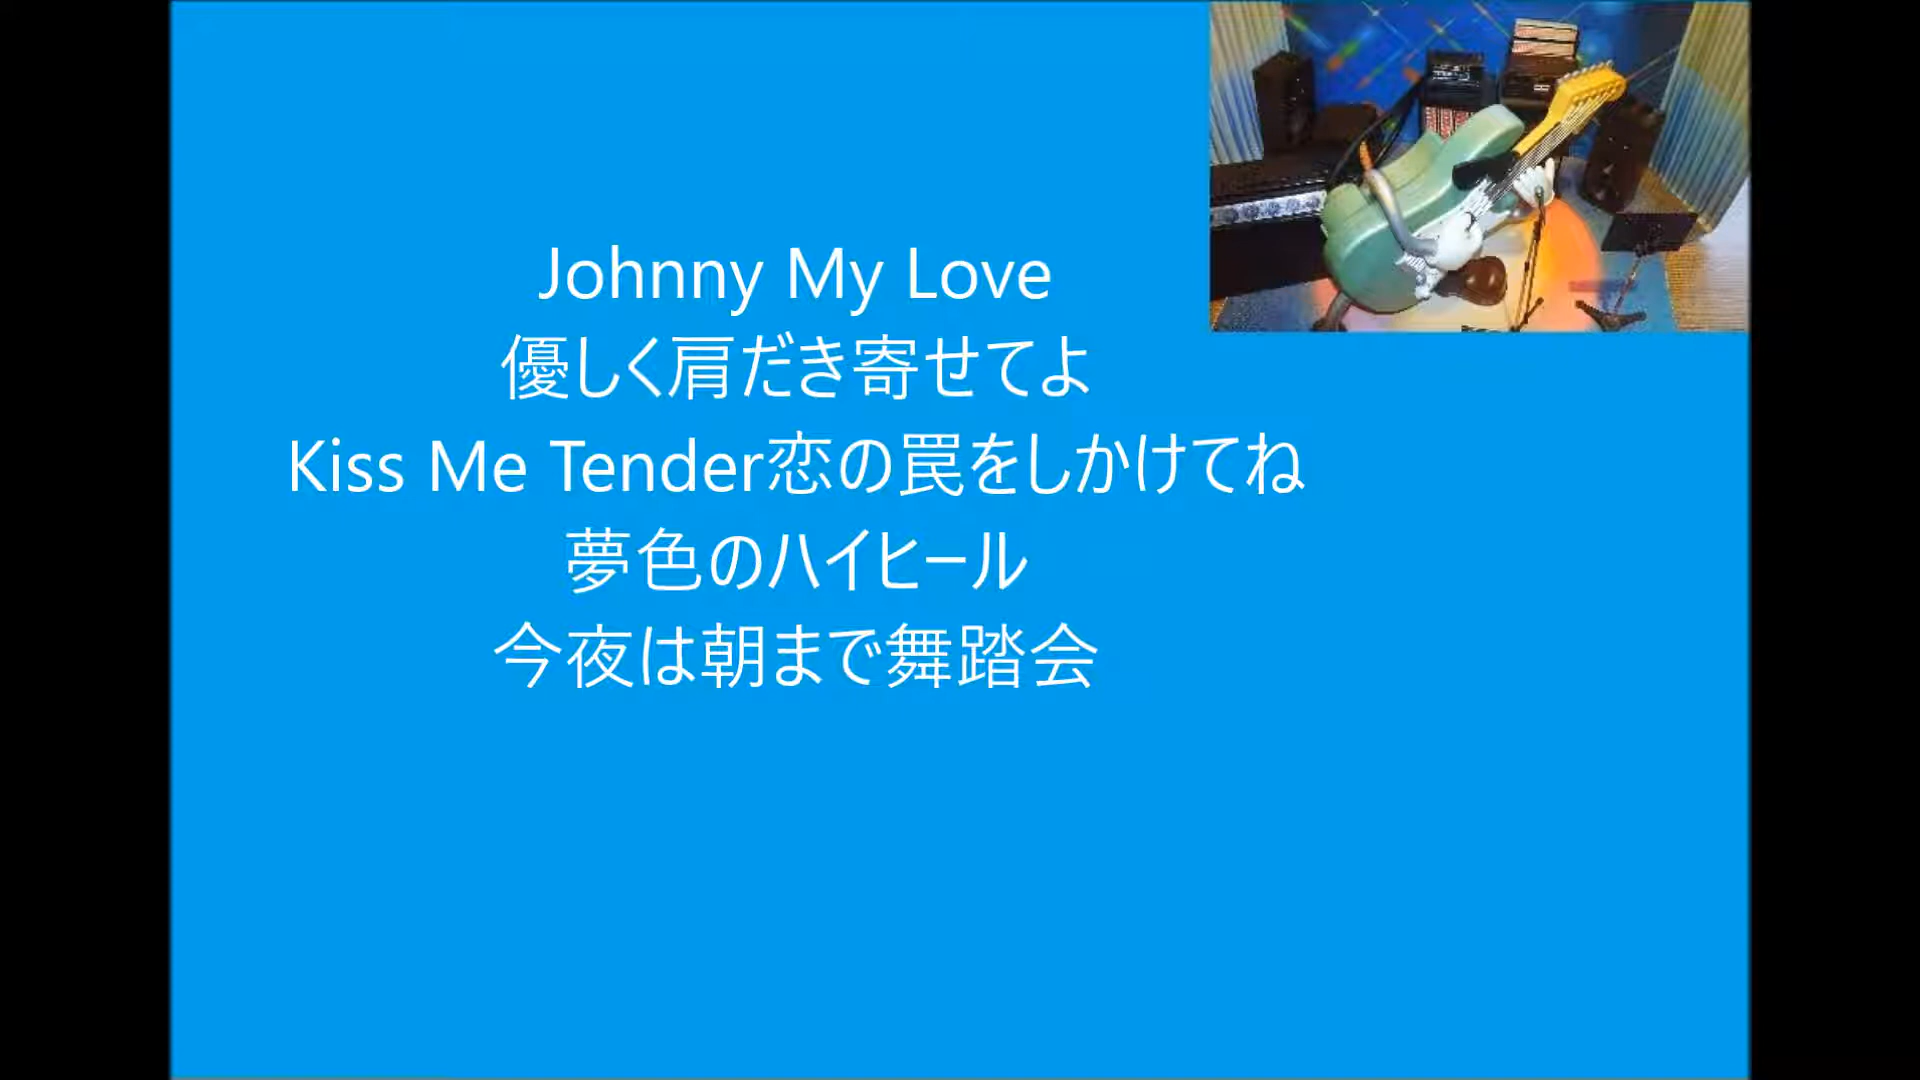 Johnny My Love
優しく肩だき寄せてよ
Kiss Me Tender恋の罠をしかけてね
夢色のハイヒール
今夜は朝まで舞踏会